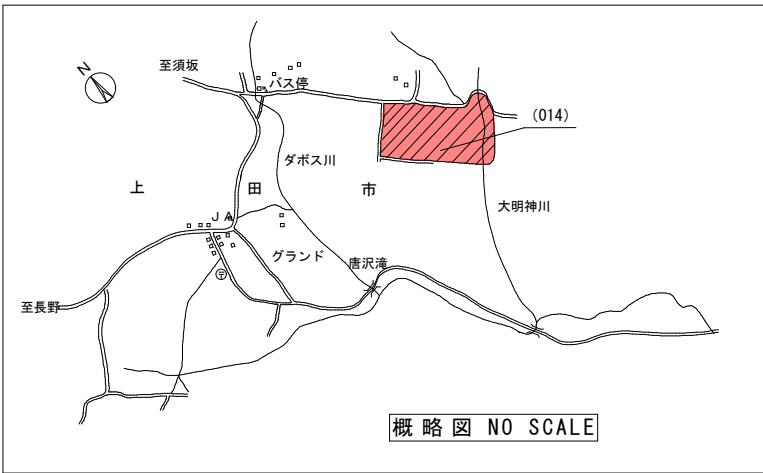 至須坂
N
バス停
(014)
ダボス川
上田市
大明神川
JA
グランド
唐沢滝
〒
至長野
概略図 NO SCALE